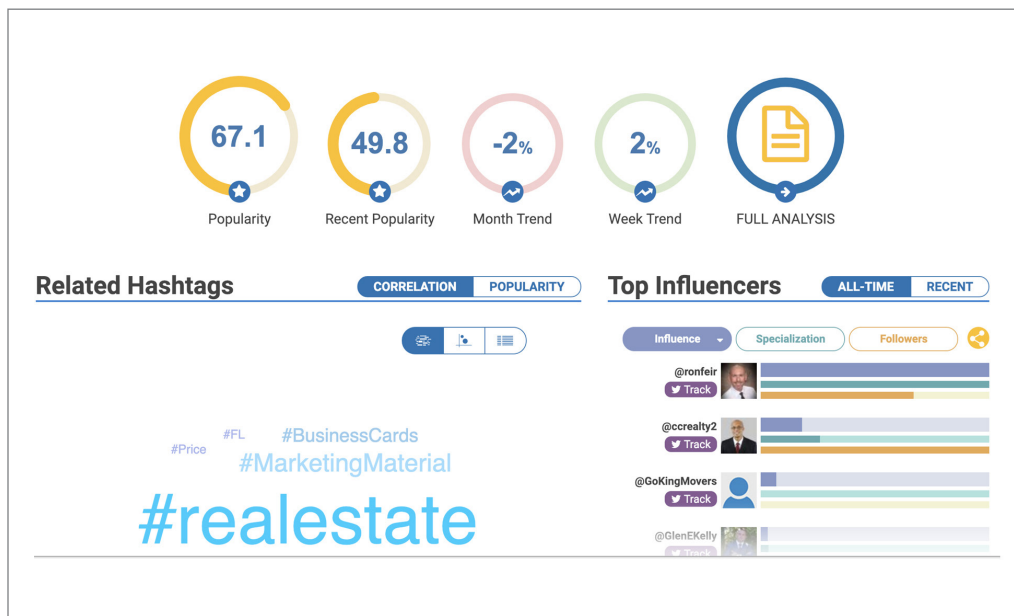 67.1
49.8
-2%
2%
Popularity
Recent Popularity
Month Trend
Week Trend
FULL ANALYSIS
Related Hashtags
CORRELATION
POPULARITY
#FL
#BusinessCards
#Price
#MarketingMaterial
#realestate
Top Influencers
ALL-TIME
RECENT
Influence
Specialization
Followers
@ronfeir
Track
@ccrealty2
Track
@GoKingMovers
Track
@GlenEKelly
Track